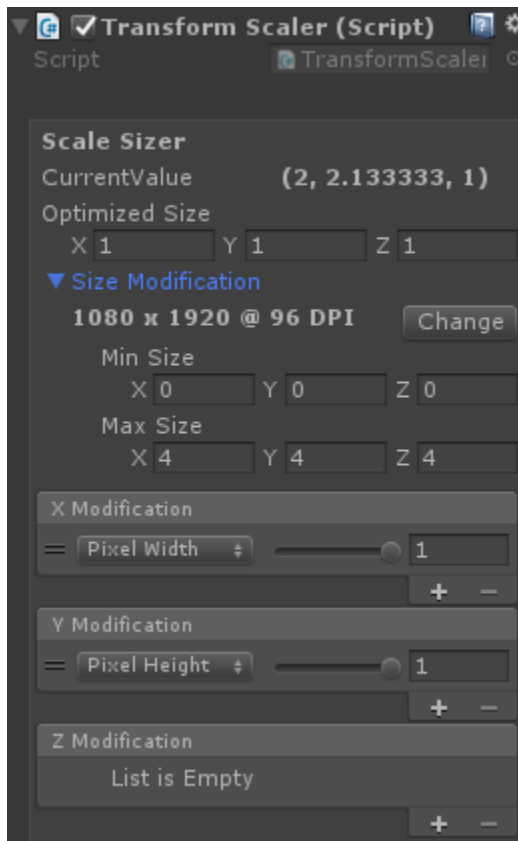 Transform Scaler (Script)
Script TransformScaler
Scale Sizer
CurrentValue (2, 2.133333, 1)
Optimized Size
X 1 Y 1 Z 1
Size Modification
1080 x 1920 @ 96 DPI Change
Min Size
X 0 Y 0 Z 0
Max Size
X 4 Y 4 Z 4
X Modification
= Pixel Width 1
+ −
Y Modification
= Pixel Height 1
+ −
Z Modification
List is Empty
+ −